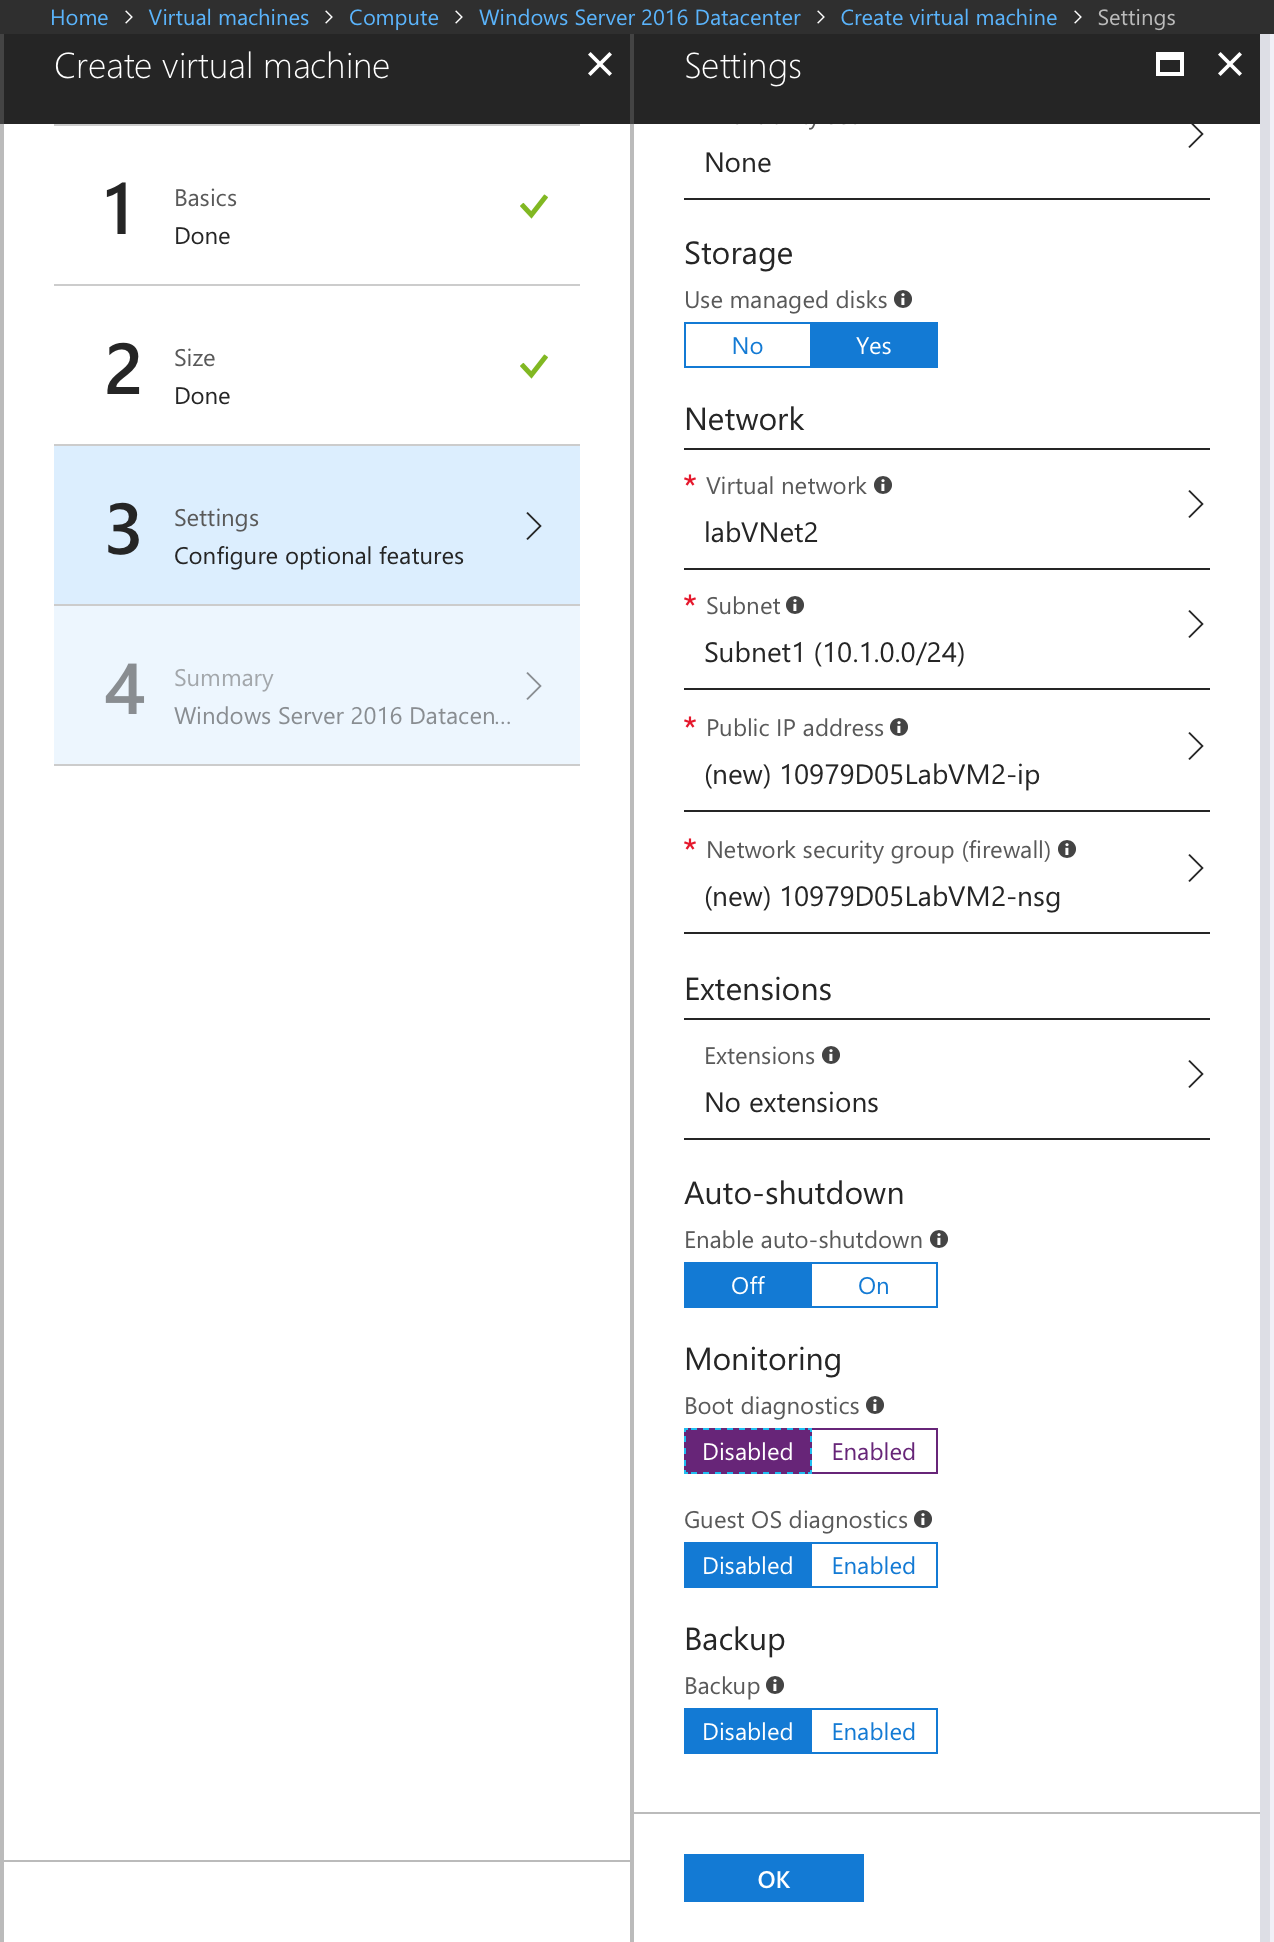 Home > Virtual machines > Compute > Windows Server 2016 Datacenter > Create virtual machine > Settings
Create virtual machine
1
Basics
Done
2
Size
Done
3
Settings
Configure optional features
4
Summary
Windows Server 2016 Datacen...
Settings
None
Storage
Use managed disks
No Yes
Network
* Virtual network
labVNet2
* Subnet
Subnet1 (10.1.0.0/24)
* Public IP address
(new) 10979D05LabVM2-ip
* Network security group (firewall)
(new) 10979D05LabVM2-nsg
Extensions
Extensions
No extensions
Auto-shutdown
Enable auto-shutdown
Off On
Monitoring
Boot diagnostics
Disabled Enabled
Guest OS diagnostics
Disabled Enabled
Backup
Backup
Disabled Enabled
OK